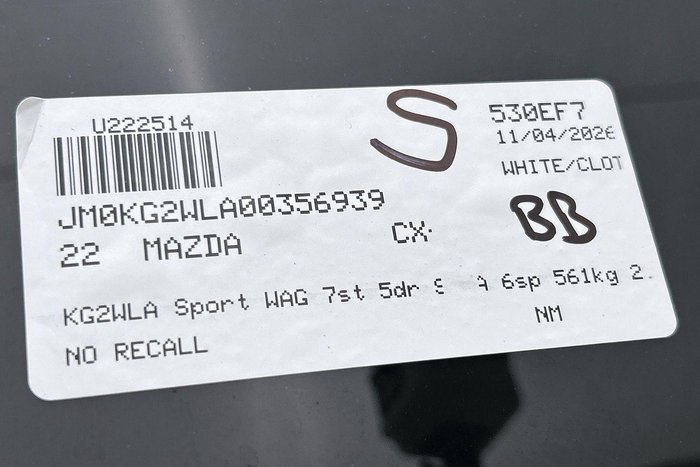 U222514
S
530EF7
11/04/2026
WHITE/CLOT
JM0KG2WLA00356939
22 MAZDA CX-
BB
KG2WLA Sport WAG 7st 5dr 6sp 561kg 2.
NM
NO RECALL